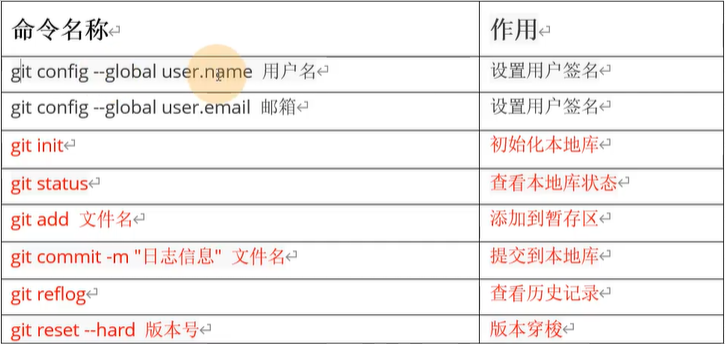 命令名称 作用
git config --global user.name 用户名 设置用户签名
git config --global user.email 邮箱 设置用户签名
git init 初始化本地库
git status 查看本地库状态
git add 文件名 添加到暂存区
git commit -m "日志信息" 文件名 提交到本地库
git reflog 查看历史记录
git reset --hard 版本号 版本穿梭